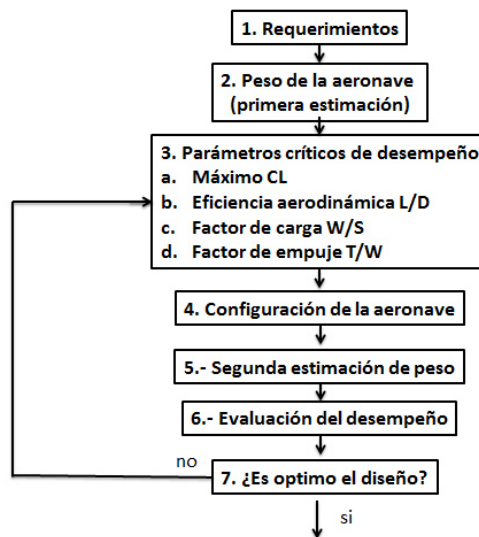 1. Requerimientos
2. Peso de la aeronave
(primera estimación)
3. Parámetros críticos de desempeño
a. Máximo CL
b. Eficiencia aerodinámica L/D
c. Factor de carga W/S
d. Factor de empuje T/W
4. Configuración de la aeronave
5.- Segunda estimación de peso
6.- Evaluación del desempeño
no
7. ¿Es optimo el diseño?
si